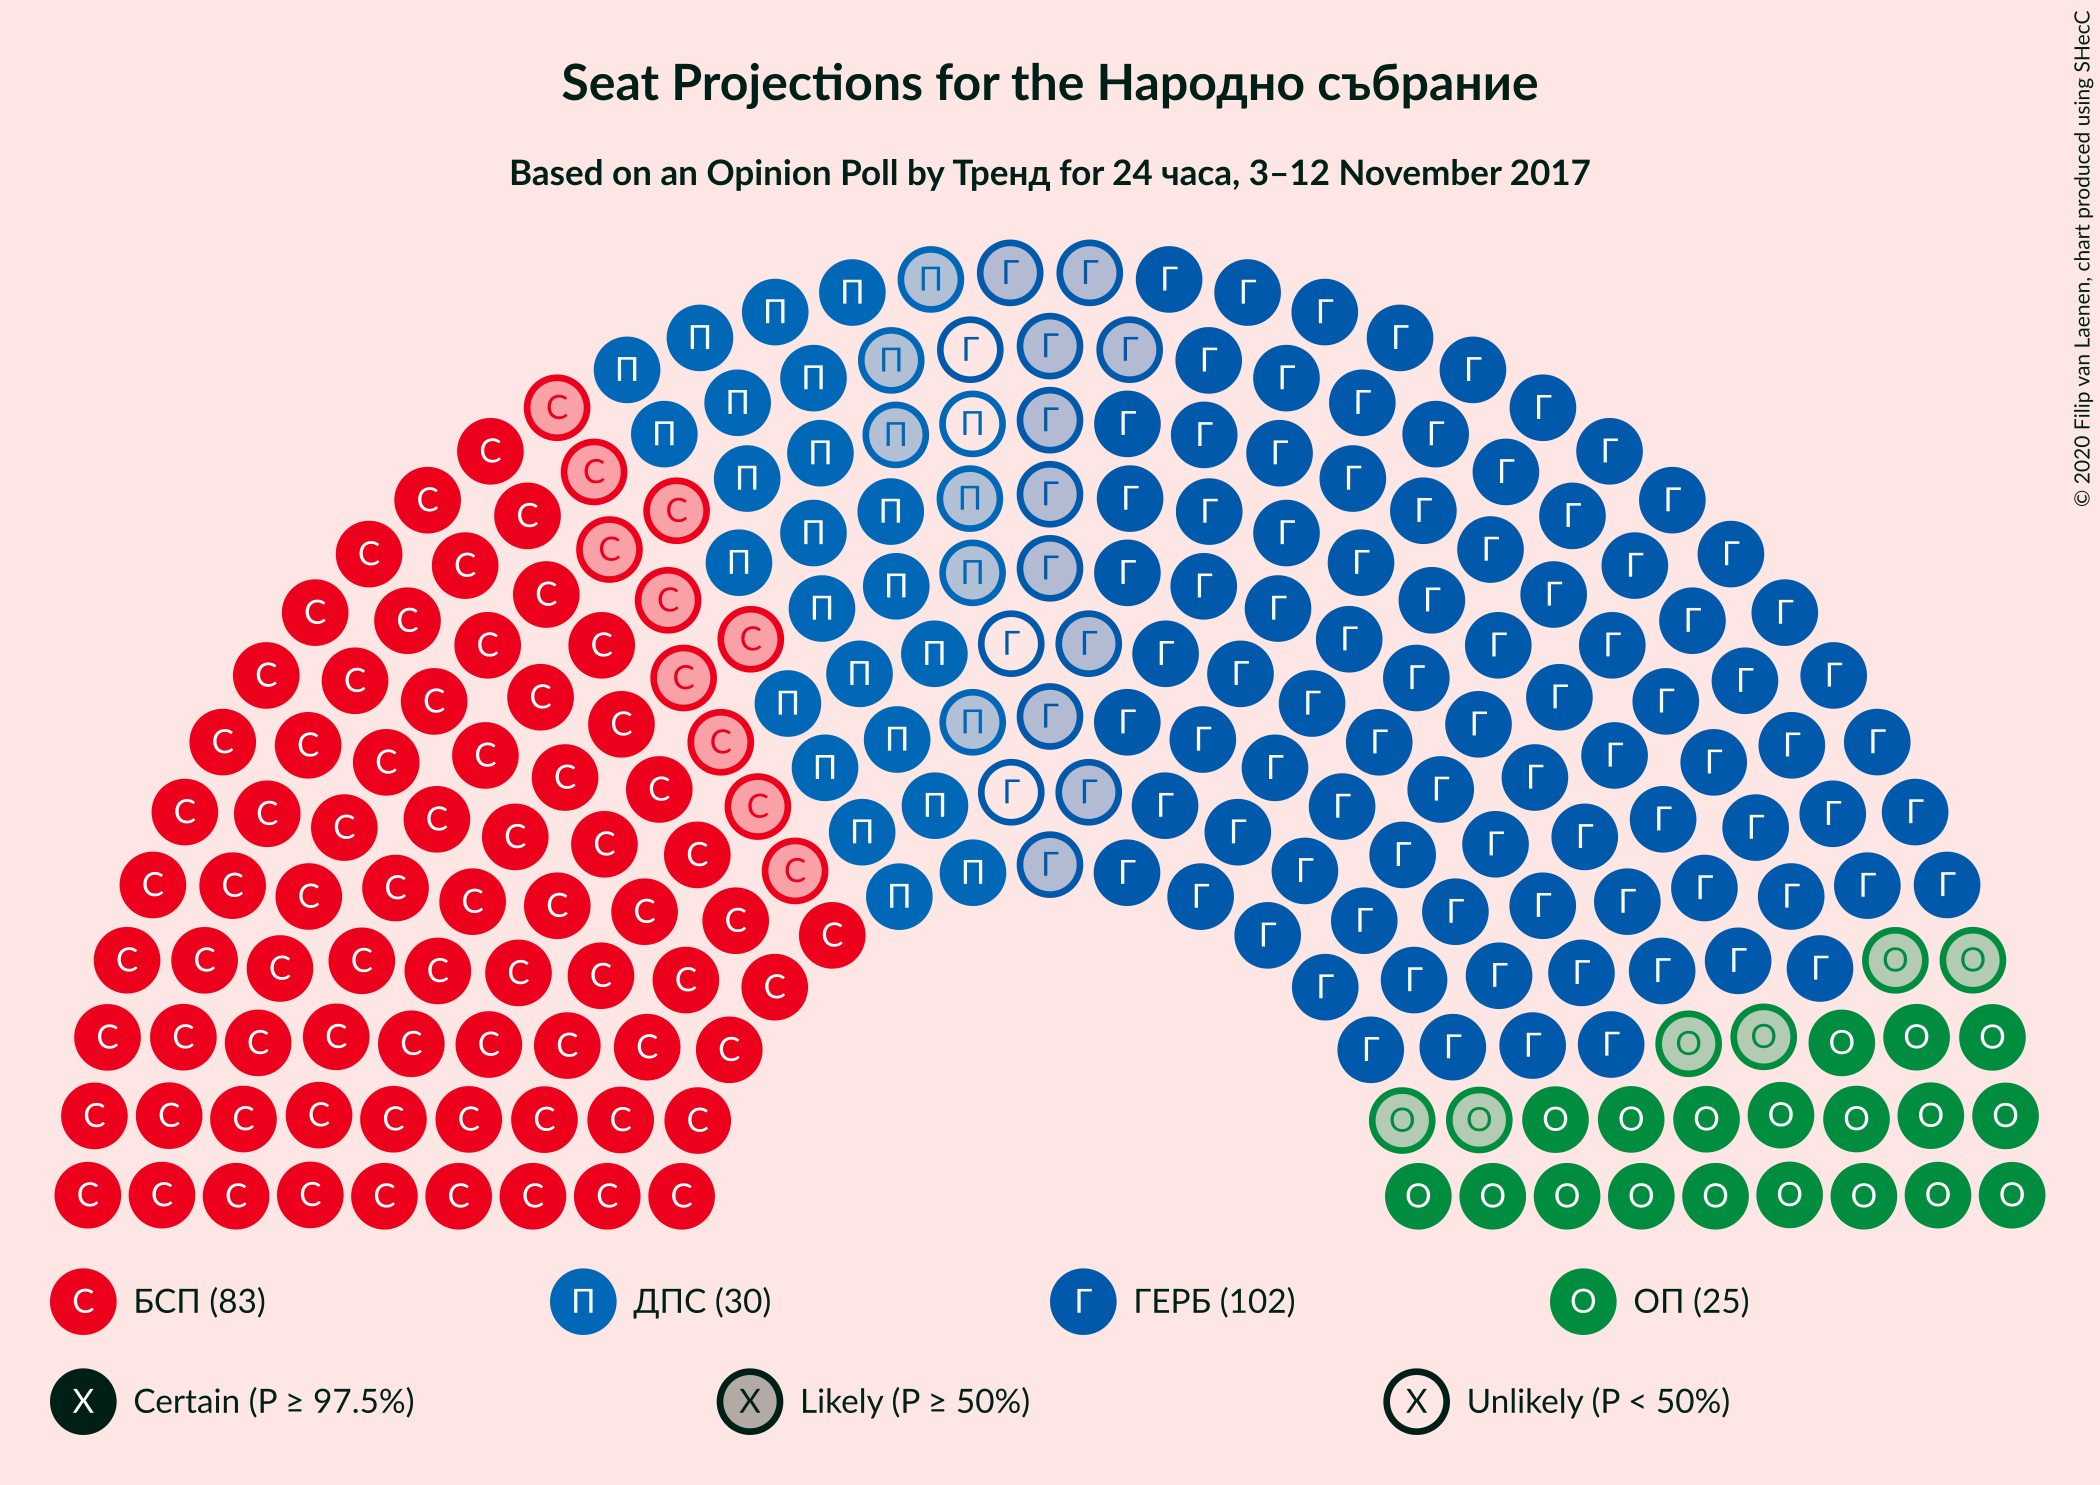 Seat Projections for the Народно събрание
Based on an Opinion Poll by Тренд for 24 часа, 3–12 November 2017
© 2020 Filip van Laenen, chart produced using SHecC
С БСП (83)
П ДПС (30)
Г ГЕРБ (102)
О ОП (25)
X Certain (P ≥ 97.5%)
X Likely (P ≥ 50%)
X Unlikely (P < 50%)